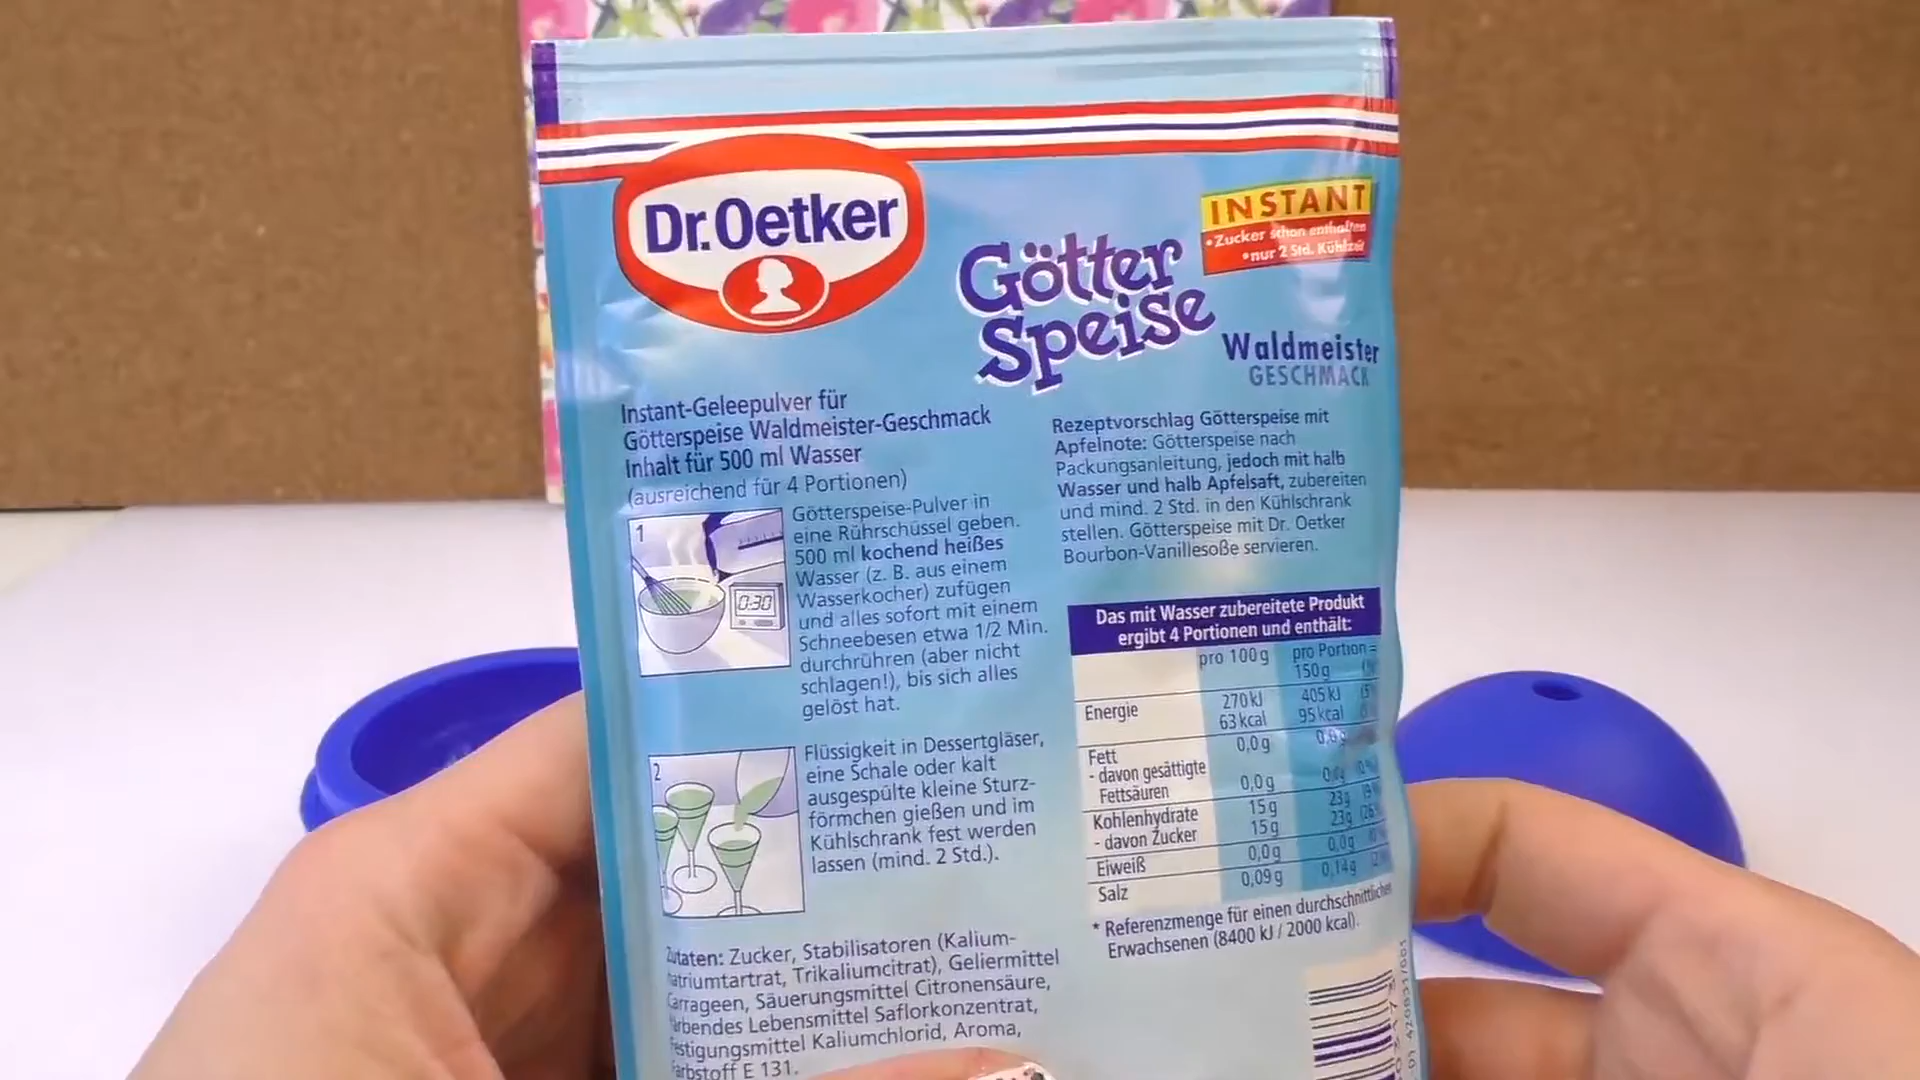 Dr.Oetker
INSTANT
•Zucker schon enthalten
•nur 2 Std. Kühlzeit
Götter
Speise
Waldmeister
GESCHMACK
Instant-Geleepulver für
Götterspeise Waldmeister-Geschmack
Inhalt für 500 ml Wasser
(ausreichend für 4 Portionen)
1
0:30
Götterspeise-Pulver in
eine Rührschüssel geben.
500 ml kochend heißes
Wasser (z. B. aus einem
Wasserkocher) zufügen
und alles sofort mit einem
Schneebesen etwa 1/2 Min.
durchrühren (aber nicht
schlagen!), bis sich alles
gelöst hat.
2
Flüssigkeit in Dessertgläser,
eine Schale oder kalt
ausgespülte kleine Sturz-
förmchen gießen und im
Kühlschrank fest werden
lassen (mind. 2 Std.).
Zutaten: Zucker, Stabilisatoren (Kalium-
natriumtartrat, Trikaliumcitrat), Geliermittel
Carrageen, Säuerungsmittel Citronensäure,
färbendes Lebensmittel Saflorkonzentrat,
Festigungsmittel Kaliumchlorid, Aroma,
Farbstoff E 131.
Rezeptvorschlag Götterspeise mit
Apfelnote: Götterspeise nach
Packungsanleitung, jedoch mit halb
Wasser und halb Apfelsaft, zubereiten
und mind. 2 Std. in den Kühlschrank
stellen. Götterspeise mit Dr. Oetker
Bourbon-Vanillesoße servieren.
Das mit Wasser zubereitete Produkt
ergibt 4 Portionen und enthält:
pro 100 g pro Portion =
150 g
Energie 270 kJ 405 kJ
63 kcal 95 kcal
Fett 0,0 g 0,0 g
- davon gesättigte
Fettsäuren 0,0 g
Kohlenhydrate 15 g 23 g
- davon Zucker 15 g 23 g
Eiweiß 0,0 g 0,0 g
Salz 0,09 g 0,14 g
* Referenzmenge für einen durchschnittlichen
Erwachsenen (8400 kJ / 2000 kcal).